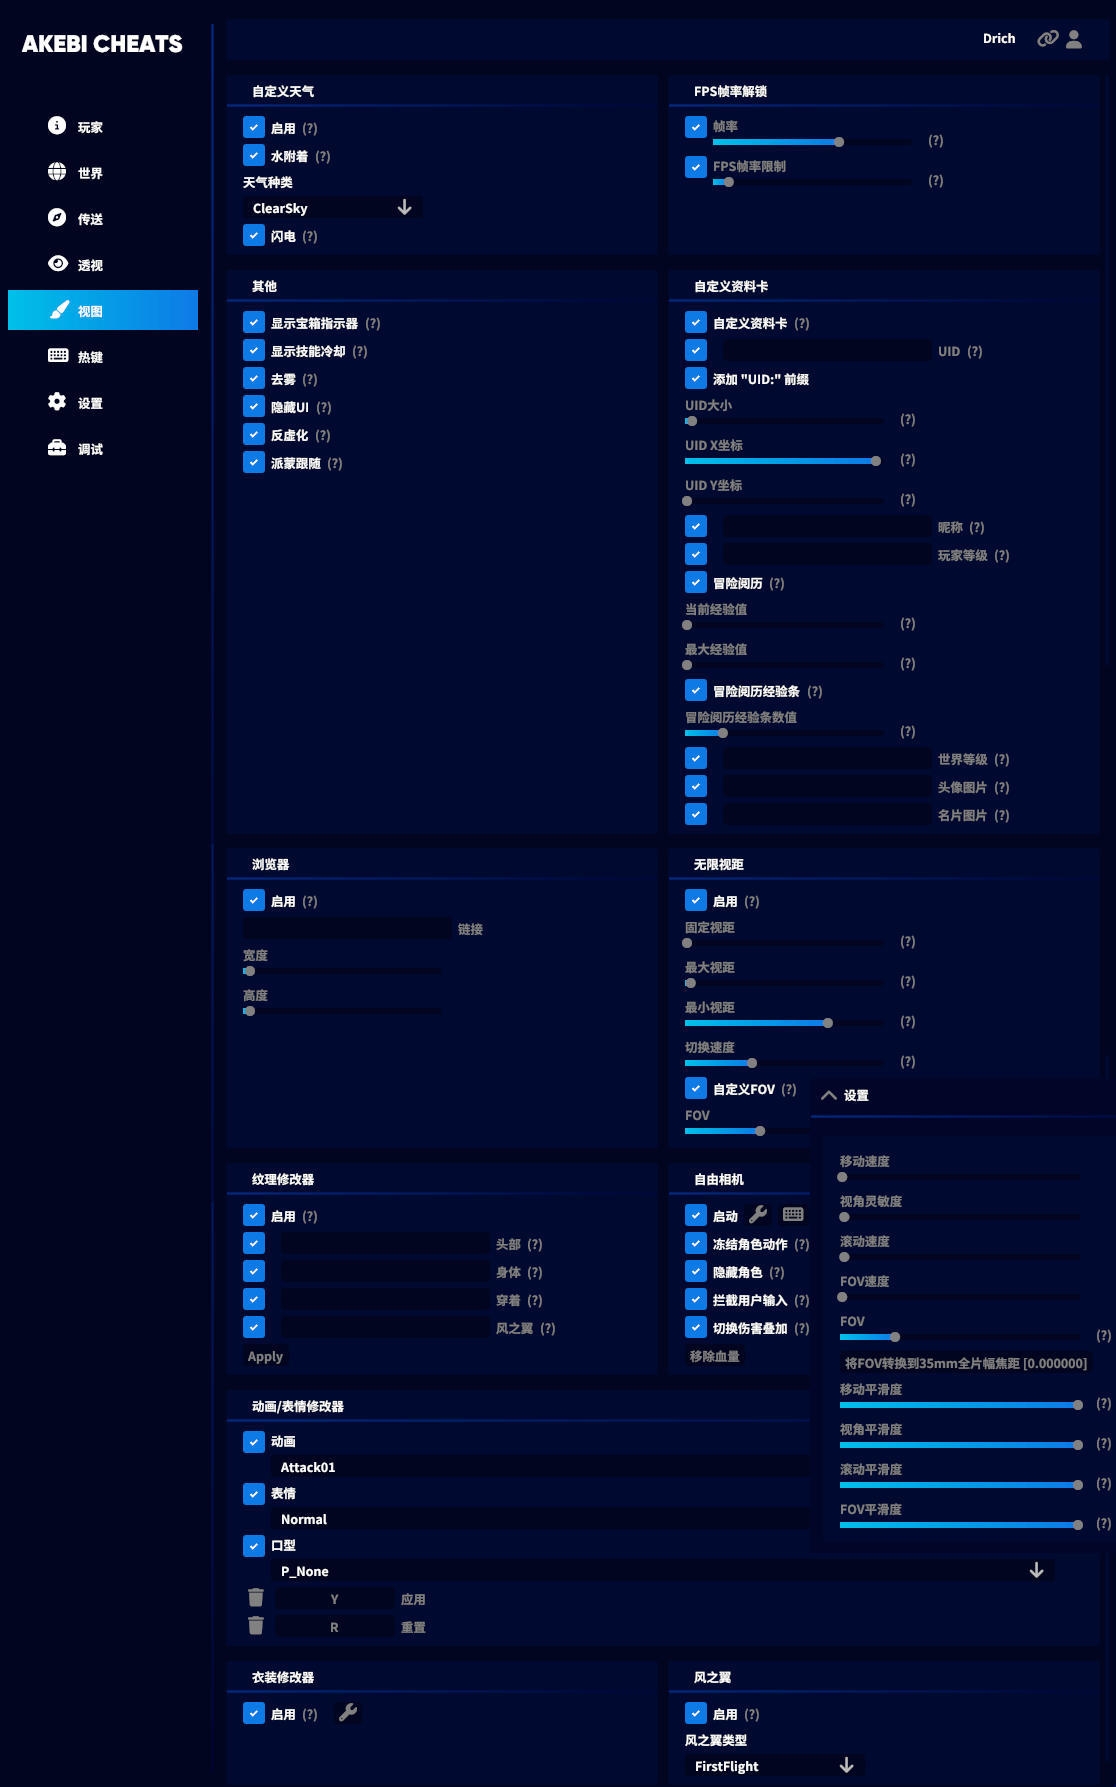 AKEBI CHEATS
Drich
玩家
世界
传送
透视
视图
热键
设置
调试
自定义天气
启用 (?)
水附着 (?)
天气种类
ClearSky
闪电 (?)
FPS帧率解锁
帧率
(?)
FPS帧率限制
(?)
其他
显示宝箱指示器 (?)
显示技能冷却 (?)
去雾 (?)
隐藏UI (?)
反虚化 (?)
派蒙跟随 (?)
自定义资料卡
自定义资料卡 (?)
UID (?)
添加 "UID:" 前缀
UID大小
(?)
UID X坐标
(?)
UID Y坐标
(?)
昵称 (?)
玩家等级 (?)
冒险阅历 (?)
当前经验值
(?)
最大经验值
(?)
冒险阅历经验条 (?)
冒险阅历经验条数值
(?)
世界等级 (?)
头像图片 (?)
名片图片 (?)
浏览器
启用 (?)
链接
宽度
高度
无限视距
启用 (?)
固定视距
(?)
最大视距
(?)
最小视距
(?)
切换速度
(?)
自定义FOV (?)
FOV
纹理修改器
启用 (?)
头部 (?)
身体 (?)
穿着 (?)
风之翼 (?)
Apply
自由相机
启动
冻结角色动作 (?)
隐藏角色 (?)
拦截用户输入 (?)
切换伤害叠加 (?)
移除血量
设置
移动速度
视角灵敏度
滚动速度
FOV速度
FOV
(?)
将FOV转换到35mm全片幅焦距 [0.000000]
移动平滑度
(?)
视角平滑度
(?)
滚动平滑度
(?)
FOV平滑度
(?)
动画/表情修改器
动画
Attack01
表情
Normal
口型
P_None
Y 应用
R 重置
衣装修改器
启用 (?)
风之翼
启用 (?)
风之翼类型
FirstFlight